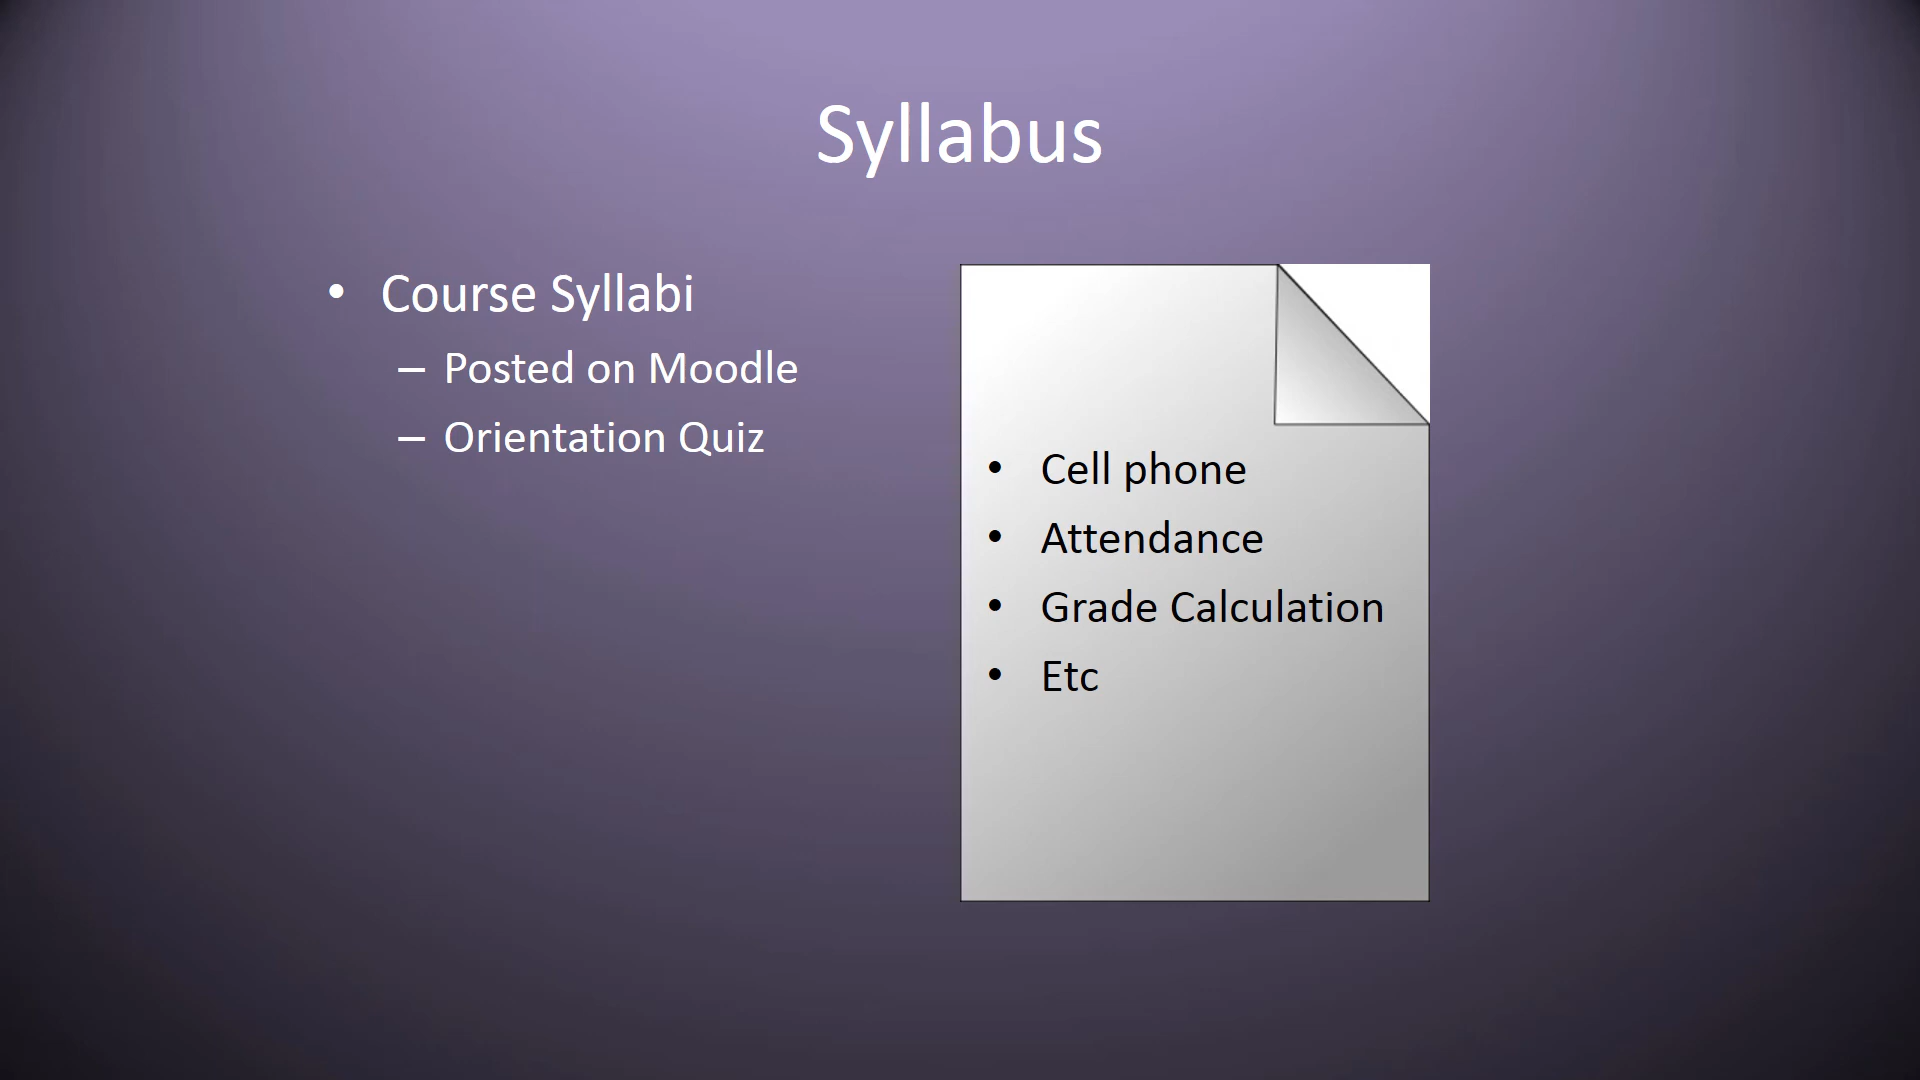 Syllabus
• Course Syllabi
– Posted on Moodle
– Orientation Quiz
• Cell phone
• Attendance
• Grade Calculation
• Etc